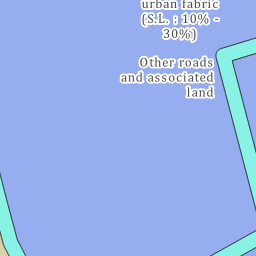 urban fabric
(S.L. : 10% -
30%)
Other roads
and associated
land